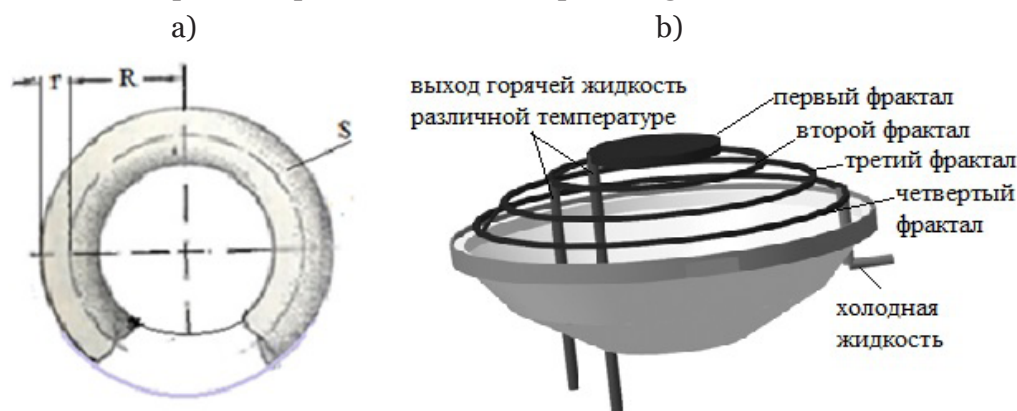 a)
b)
r
R
S
выход горячей жидкость
различной температуре
первый фрактал
второй фрактал
третий фрактал
четвертый
фрактал
холодная
жидкость